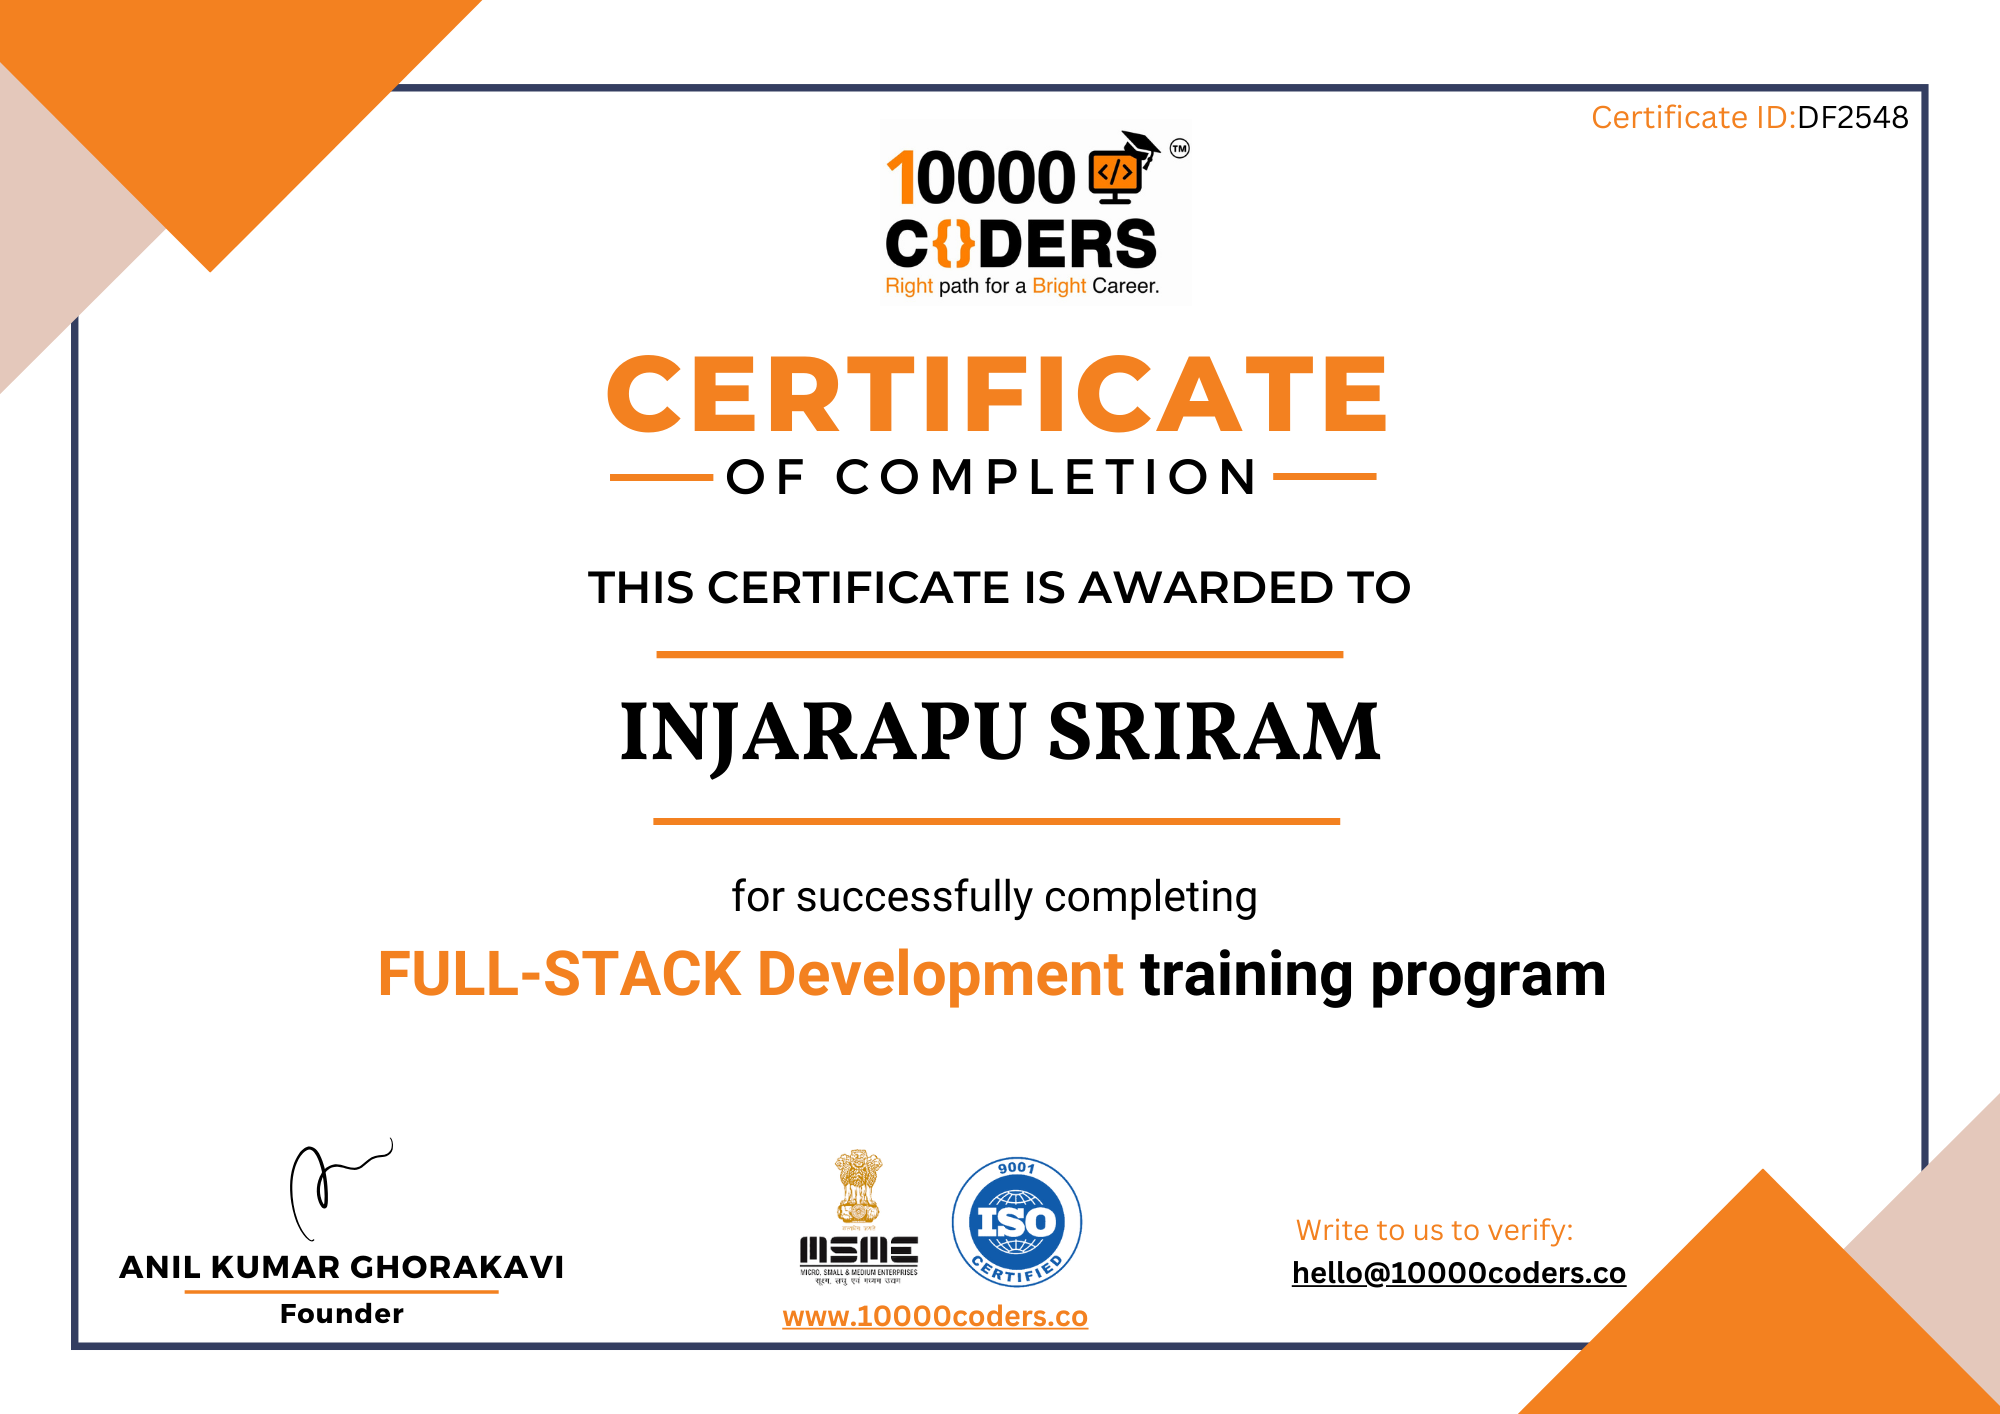 Certificate ID:DF2548
10000 </> TM
C{}DERS
Right path for a Bright Career.
CERTIFICATE
OF COMPLETION
THIS CERTIFICATE IS AWARDED TO
INJARAPU SRIRAM
for successfully completing
FULL-STACK Development training program
ANIL KUMAR GHORAKAVI
Founder
सत्यमेव जयते
MSME
MICRO, SMALL & MEDIUM ENTERPRISES
सूक्ष्म, लघु एवं मध्यम उद्यम
9001
ISO
CERTIFIED
www.10000coders.co
Write to us to verify:
hello@10000coders.co